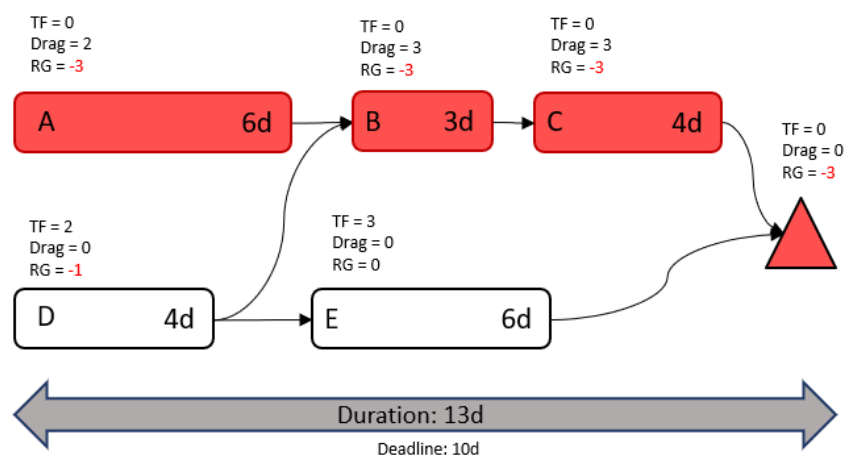 TF = 0
Drag = 2
RG = -3
TF = 0
Drag = 3
RG = -3
TF = 0
Drag = 3
RG = -3
A 6d
B 3d
C 4d
TF = 0
Drag = 0
RG = -3
TF = 2
Drag = 0
RG = -1
TF = 3
Drag = 0
RG = 0
D 4d
E 6d
Duration: 13d
Deadline: 10d